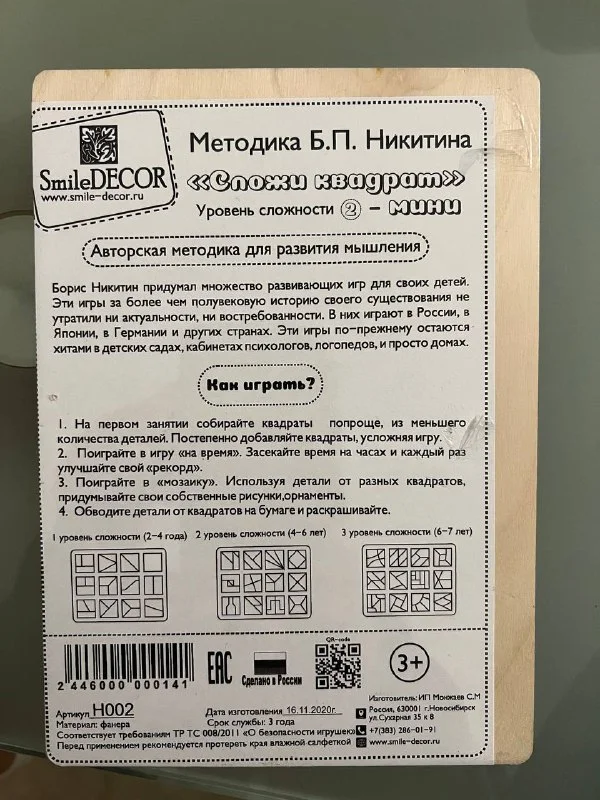 SmileDECOR
www.smile-decor.ru
Методика Б.П. Никитина
«Сложи квадрат»
Уровень сложности 2 - мини
Авторская методика для развития мышления
Борис Никитин придумал множество развивающих игр для своих детей.
Эти игры за более чем полувековую историю своего существования не
утратили ни актуальности, ни востребованности. В них играют в России, в
Японии, в Германии и других странах. Эти игры по-прежнему остаются
хитами в детских садах, кабинетах психологов, логопедов, и просто домах.
Как играть?
1. На первом занятии собирайте квадраты попроще, из меньшего
количества деталей. Постепенно добавляйте квадраты, усложняя игру.
2. Поиграйте в игру «на время». Засекайте время на часах и каждый раз
улучшайте свой «рекорд».
3. Поиграйте в «мозаику». Используя детали от разных квадратов,
придумывайте свои собственные рисунки,орнаменты.
4. Обводите детали от квадратов на бумаге и раскрашивайте.
1 уровень сложности (2-4 года) 2 уровень сложности (4-6 лет) 3 уровень сложности (6-7 лет)
2 446000 000141
EAC
Сделано в России
QR-code
3+
Артикул H002
Материал: фанера
Дата изготовления 16.11.2020г.
Срок службы: 3 года
Соответствует требованиям ТР ТС 008/2011 «О безопасности игрушек»
Перед применением рекомендуется протереть края влажной салфеткой
Изготовитель: ИП Монжаев С.М
Россия, 630001 г.Новосибирск
ул.Сухарная 35 к 8
+7(383) 286-01-91
www.smile-decor.ru